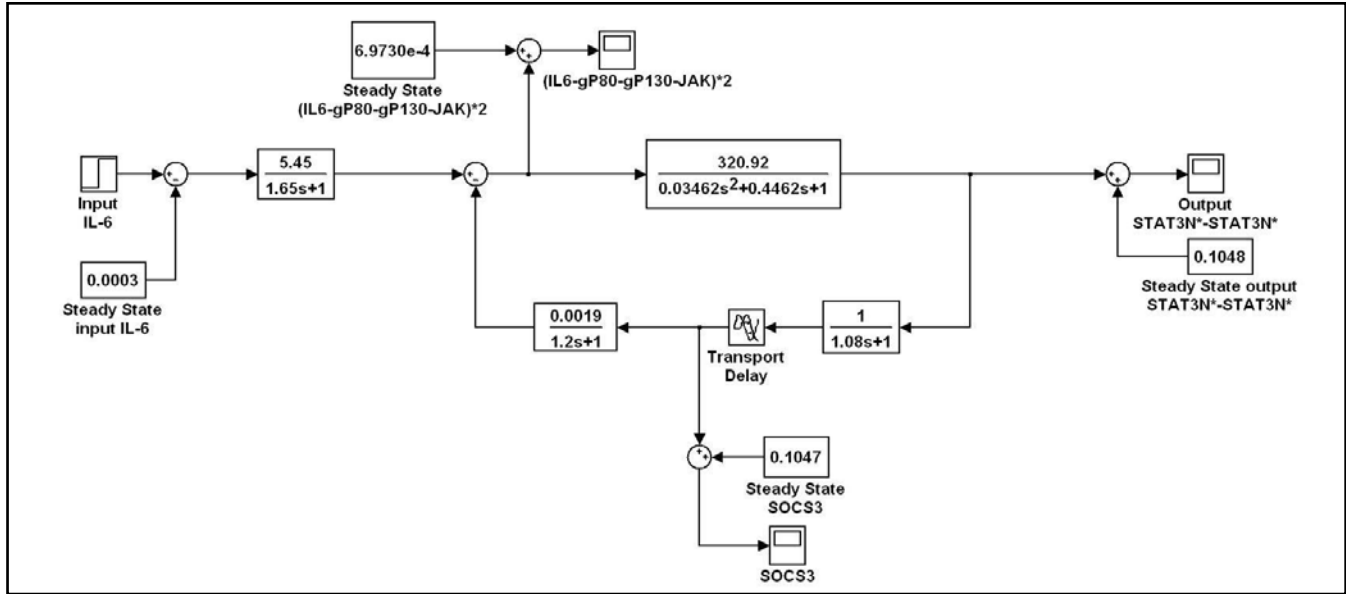 6.9730e-4
Steady State
(IL6-gP80-gP130-JAK)*2
+
+
(IL6-gP80-gP130-JAK)*2
Input
IL-6
+
−
5.45
1.65s+1
+
−
320.92
0.03462s²+0.4462s+1
+
+
Output
STAT3N*-STAT3N*
0.0003
Steady State
input IL-6
0.1048
Steady State output
STAT3N*-STAT3N*
0.0019
1.2s+1
Transport
Delay
1
1.08s+1
+
+
0.1047
Steady State
SOCS3
SOCS3